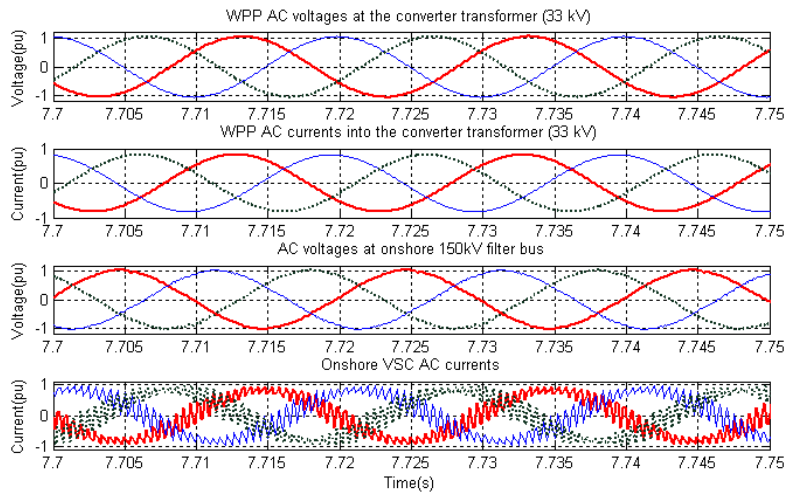 WPP AC voltages at the converter transformer (33 kV)
Voltage(pu)
1
0
-1
7.7 7.705 7.71 7.715 7.72 7.725 7.73 7.735 7.74 7.745 7.75
WPP AC currents into the converter transformer (33 kV)
Current(pu)
1
0
-1
7.7 7.705 7.71 7.715 7.72 7.725 7.73 7.735 7.74 7.745 7.75
AC voltages at onshore 150kV filter bus
Voltage(pu)
1
0
-1
7.7 7.705 7.71 7.715 7.72 7.725 7.73 7.735 7.74 7.745 7.75
Onshore VSC AC currents
Current(pu)
1
0
-1
7.7 7.705 7.71 7.715 7.72 7.725 7.73 7.735 7.74 7.745 7.75
Time(s)